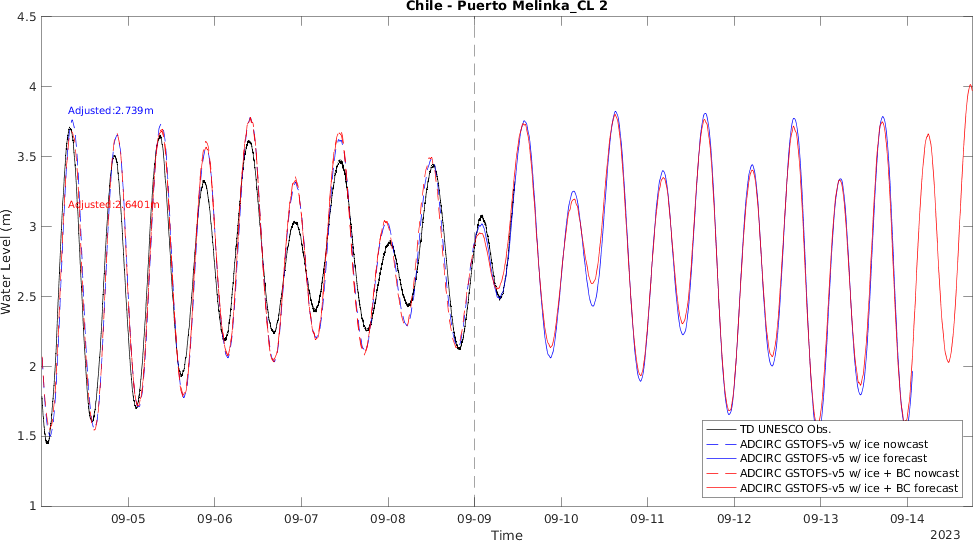 Chile - Puerto Melinka_CL 2
4.5
4
3.5
3
2.5
2
1.5
1
Water Level (m)
Adjusted:2.739m
Adjusted:2.6401m
TD UNESCO Obs.
ADCIRC GSTOFS-v5 w/ ice nowcast
ADCIRC GSTOFS-v5 w/ ice forecast
ADCIRC GSTOFS-v5 w/ ice + BC nowcast
ADCIRC GSTOFS-v5 w/ ice + BC forecast
09-05 09-06 09-07 09-08 09-09 09-10 09-11 09-12 09-13 09-14
Time
2023